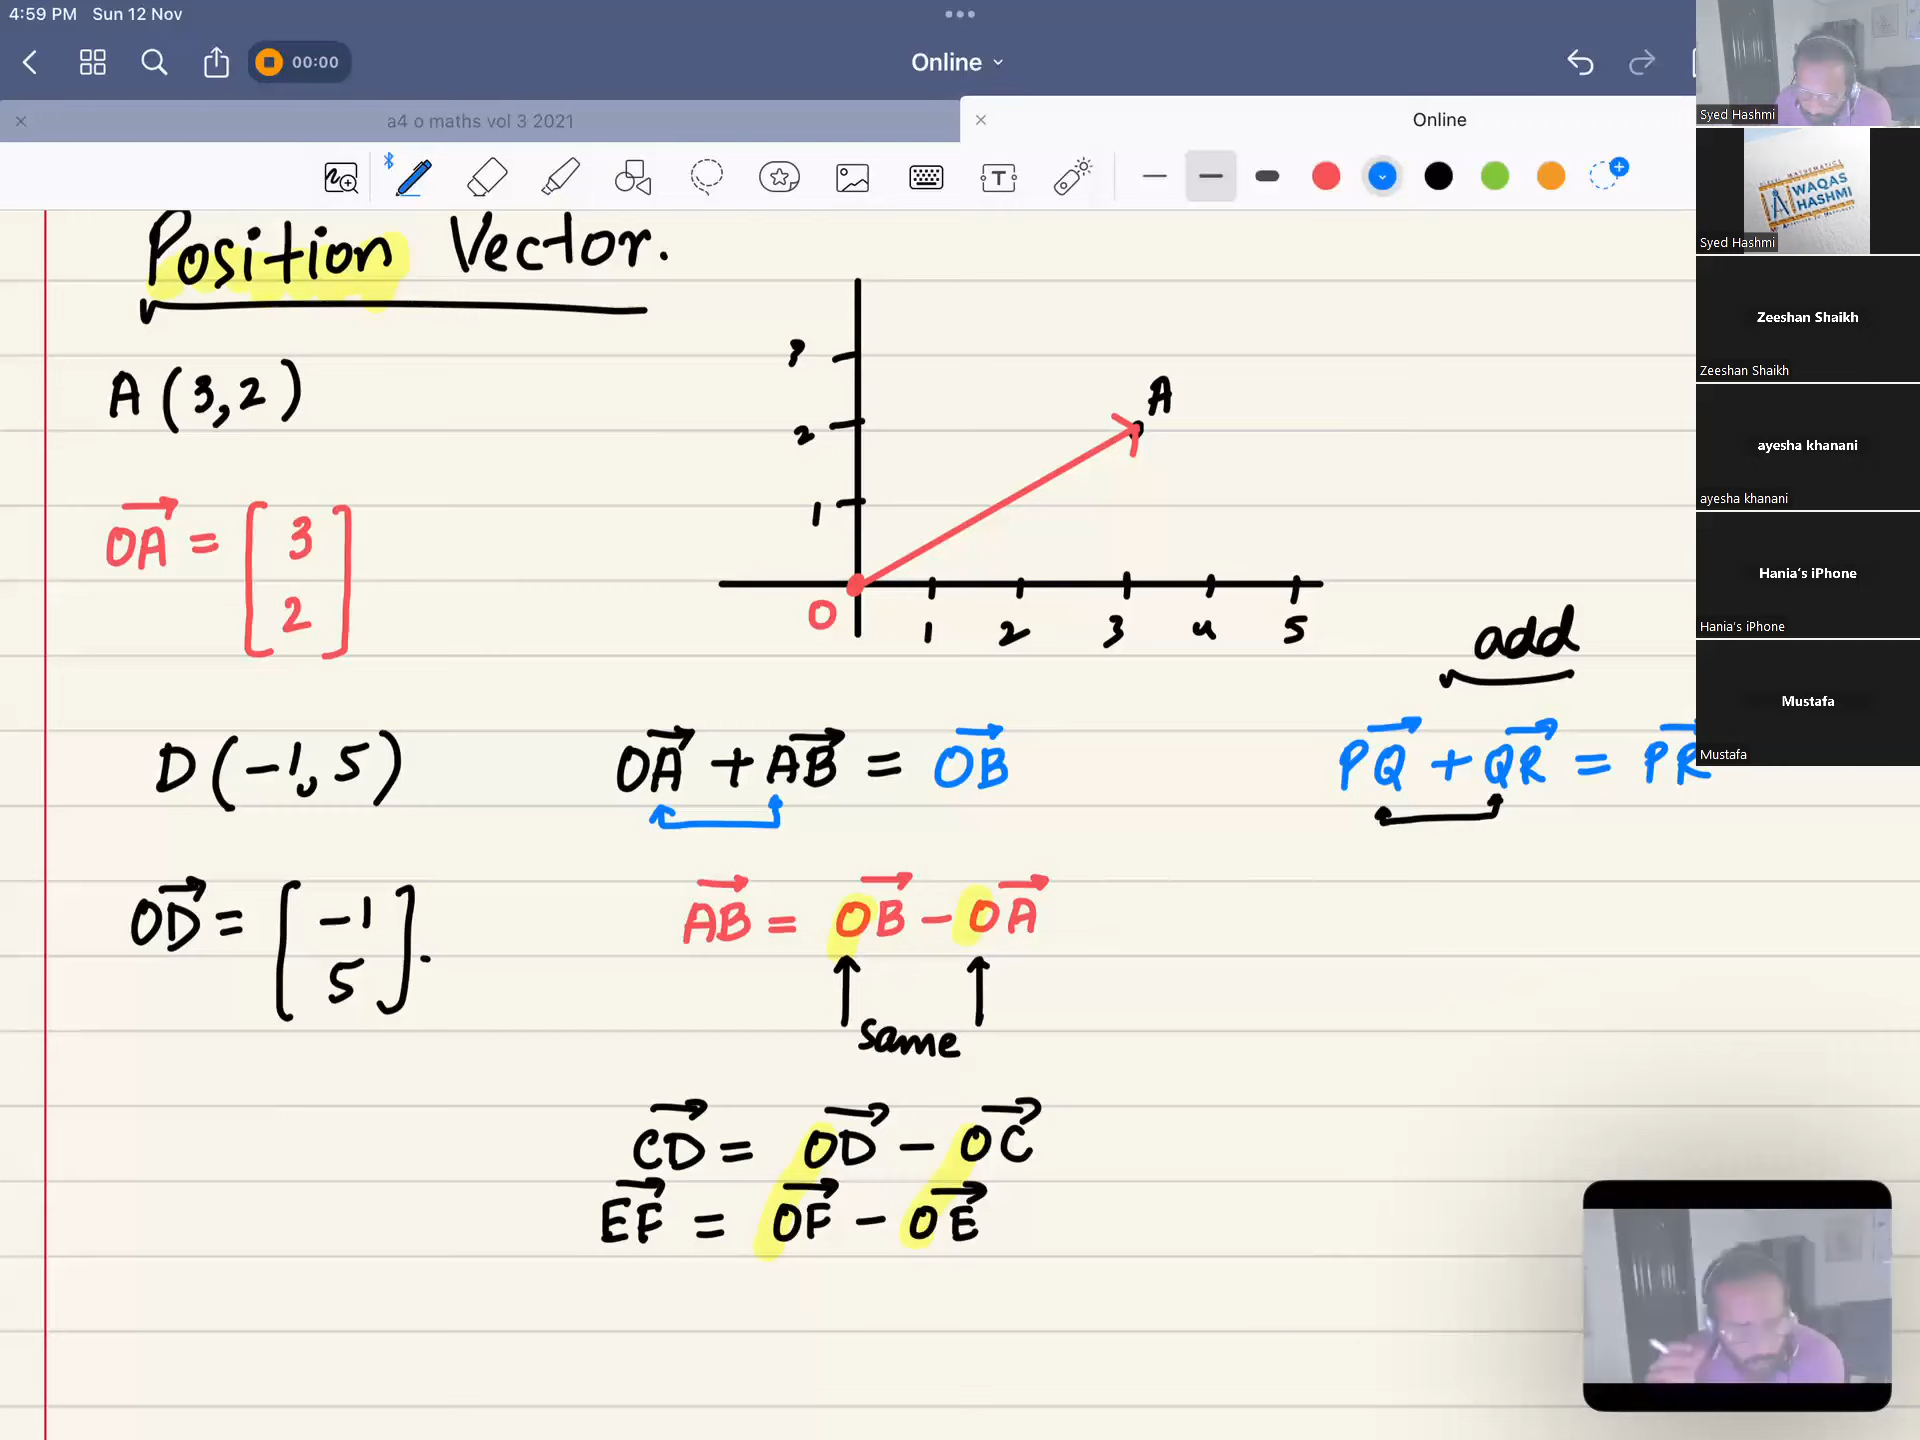 4:59 PM Sun 12 Nov
00:00
Online
a4 o maths vol 3 2021
Online
Position Vector.
A (3,2)
OA = [ 3
2 ]
3
2
1
A
O
1 2 3 4 5
add
D (-1, 5)
OA + AB = OB
PQ + QR = PR
OD = [ -1
5 ].
AB = OB - OA
same
CD = OD - OC
EF = OF - OE
Syed Hashmi
WAQAS
HASHMI
Syed Hashmi
Zeeshan Shaikh
Zeeshan Shaikh
ayesha khanani
ayesha khanani
Hania's iPhone
Hania's iPhone
Mustafa
Mustafa